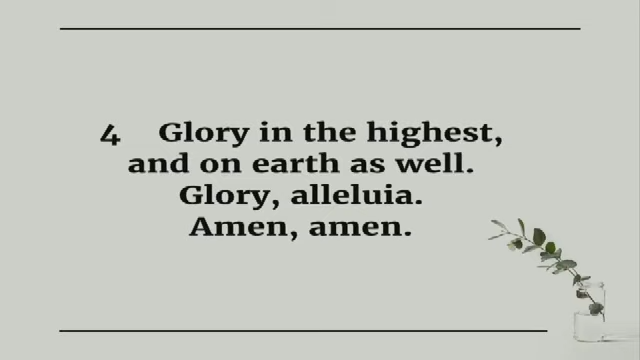 4 Glory in the highest,
and on earth as well.
Glory, alleluia.
Amen, amen.